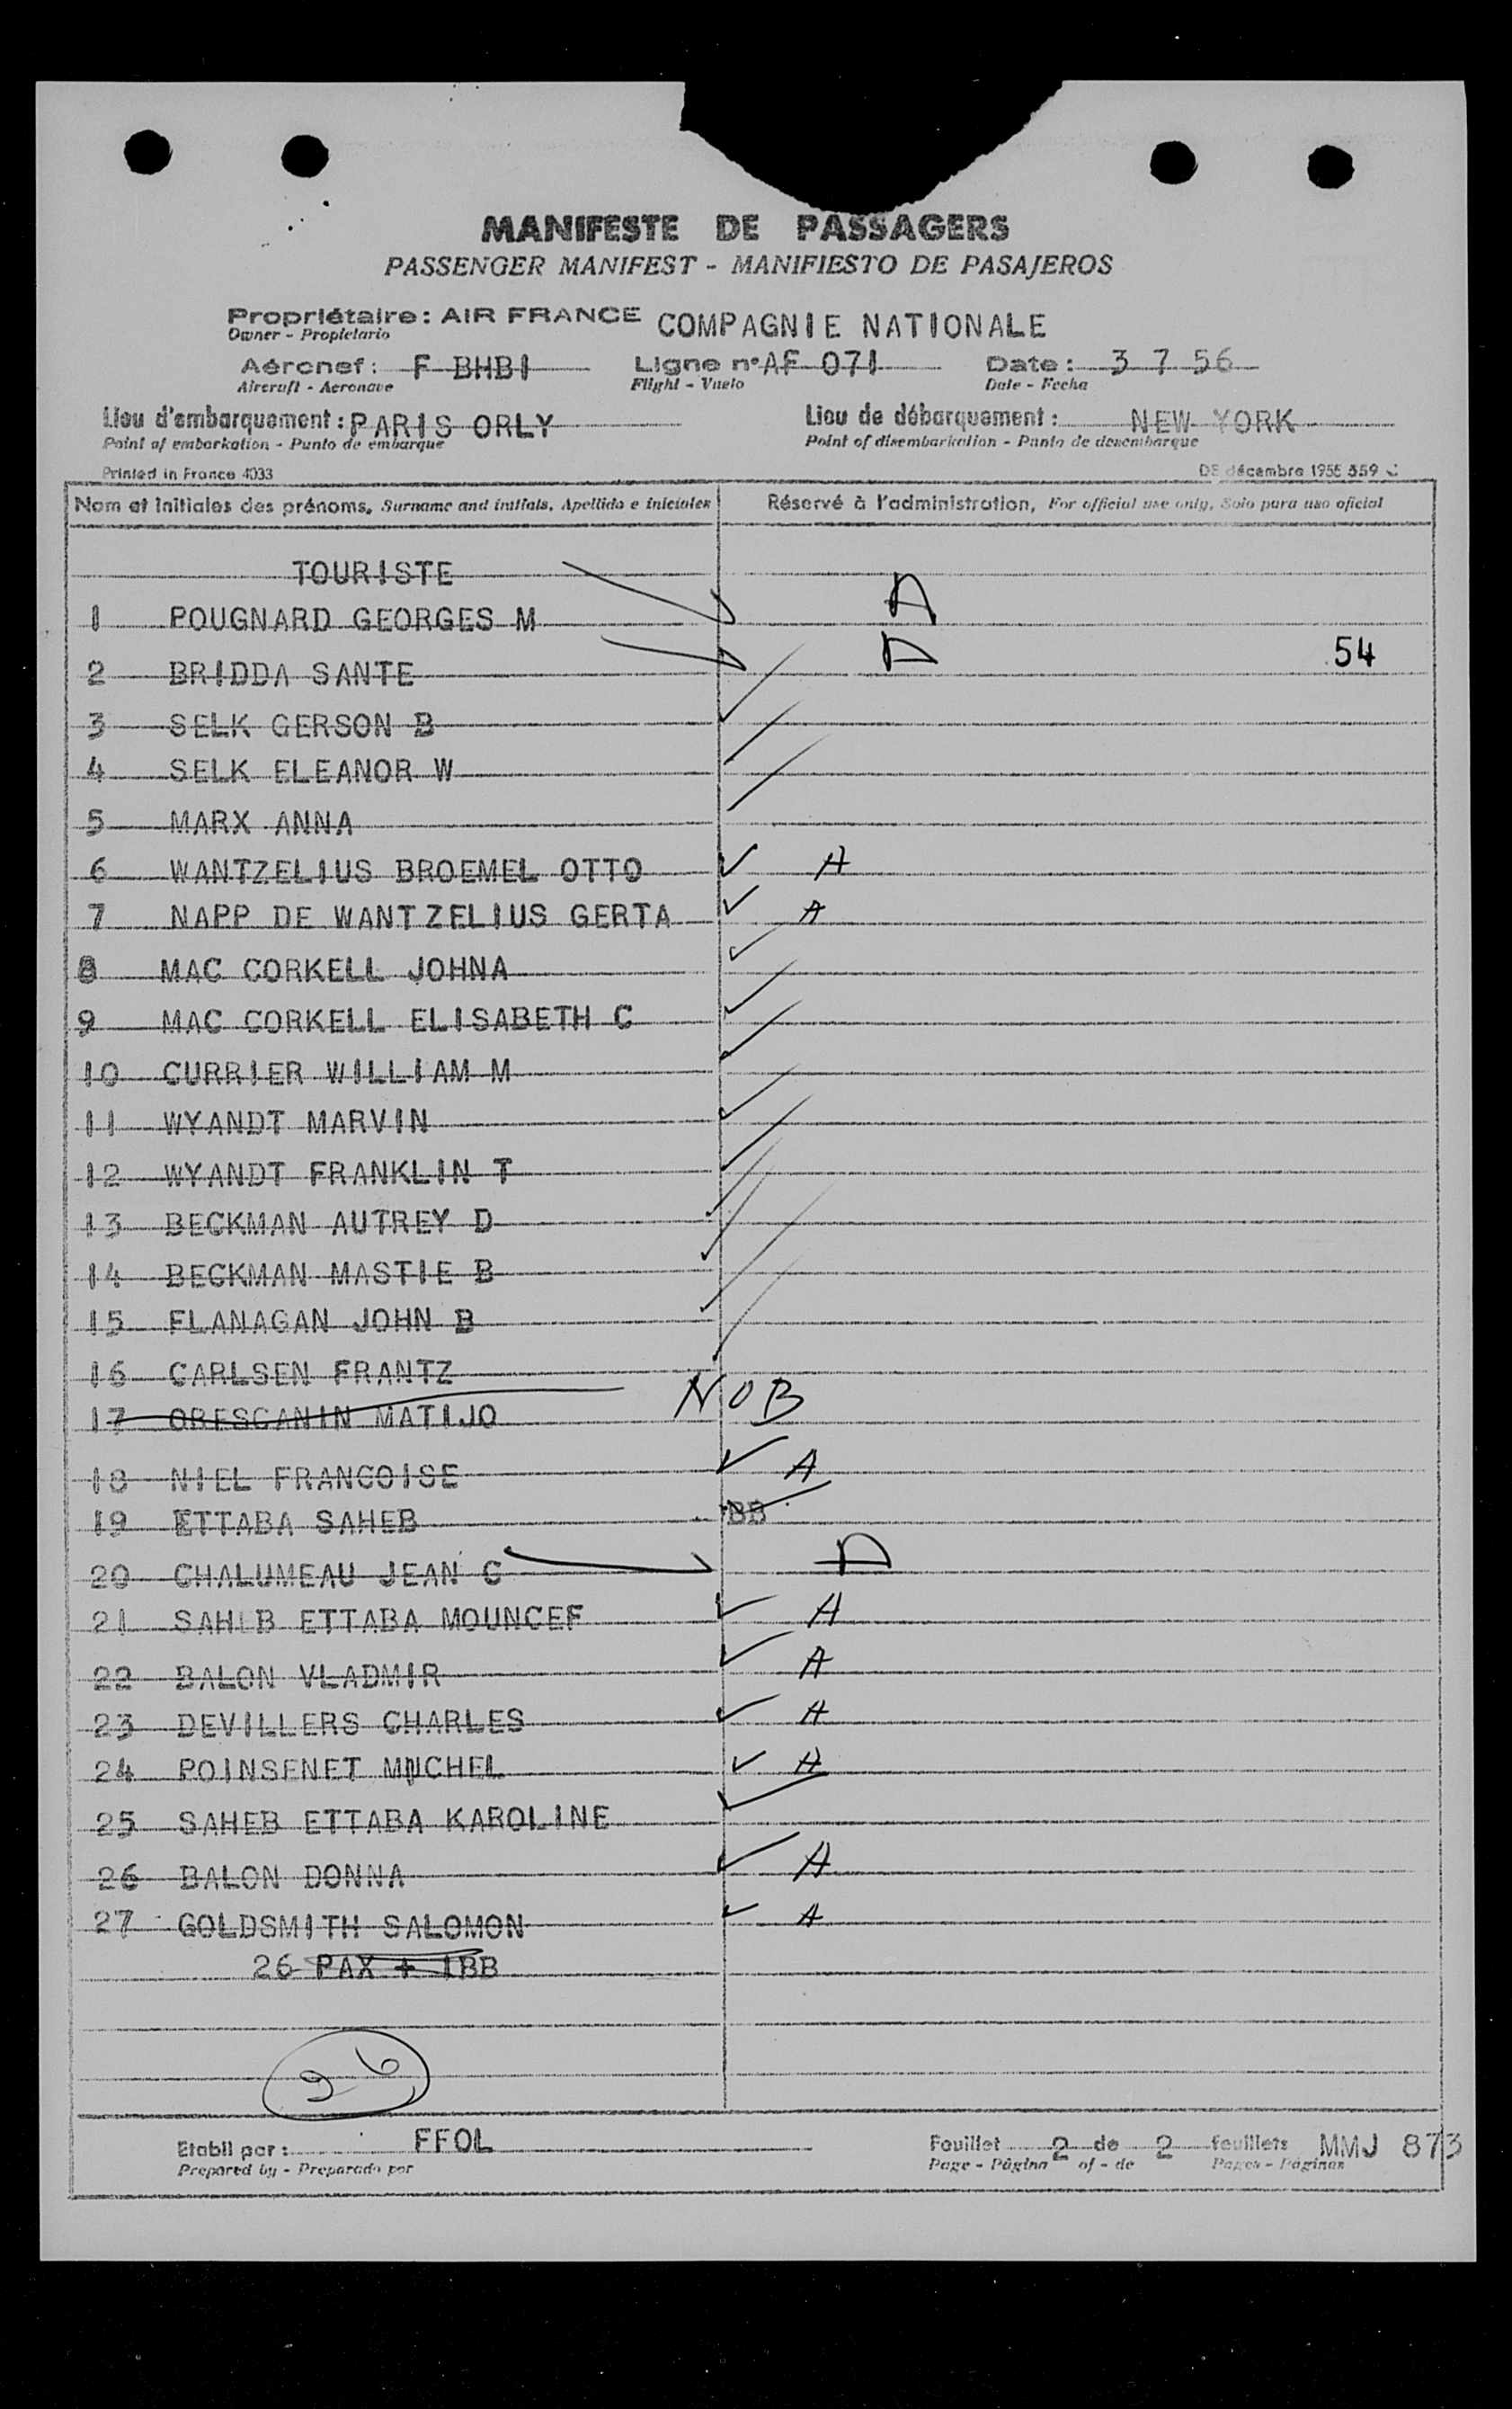 MANIFESTE DE PASSAGERS
PASSENGER MANIFEST - MANIFIESTO DE PASAJEROS
Propriétaire: AIR FRANCE COMPAGNIE NATIONALE
Owner - Propietario
Aéronef: F BHBI Ligne n° AF 071 Date: 3 7 56
Aircraft - Aeronave Flight - Vuelo Date - Fecha
Lieu d'embarquement: PARIS ORLY Lieu de débarquement: NEW YORK
Point of embarkation - Punto de embarque Point of disembarkation - Punto de desembarque
Printed in France 4033 DS décembre 1955 559 J
Nom et Initiales des prénoms, Surname and initials, Apellido e iniciales Réservé à l'administration, For official use only, Solo para uso oficial
TOURISTE
1 POUGNARD GEORGES M A
2 BRIDDA SANTE A 54
3 SELK GERSON B
4 SELK ELEANOR W
5 MARX ANNA
6 WANTZELIUS BROEMEL OTTO A
7 NAPP DE WANTZELIUS GERTA A
8 MAC CORKELL JOHNA
9 MAC CORKELL ELISABETH C
10 CURRIER WILLIAM M
11 WYANDT MARVIN
12 WYANDT FRANKLIN T
13 BECKMAN AUTREY D
14 BECKMAN MASTIE B
15 FLANAGAN JOHN B
16 CARLSEN FRANTZ
17 ORESCANIN MATIJO NOB
18 NIEL FRANCOISE A
19 ETTABA SAHEB BB
20 CHALUMEAU JEAN C A
21 SAHIB ETTABA MOUNCEF A
22 BALON VLADMIR A
23 DEVILLERS CHARLES A
24 POINSENET MICHEL A
25 SAHEB ETTABA KAROLINE
26 BALON DONNA A
27 GOLDSMITH SALOMON A
26 PAX + 1BB
26
Etabli par: FFOL Feuillet 2 de 2 feuillets MMJ 873
Prepared by - Preparado por Page - Página of - de Pages - Páginas